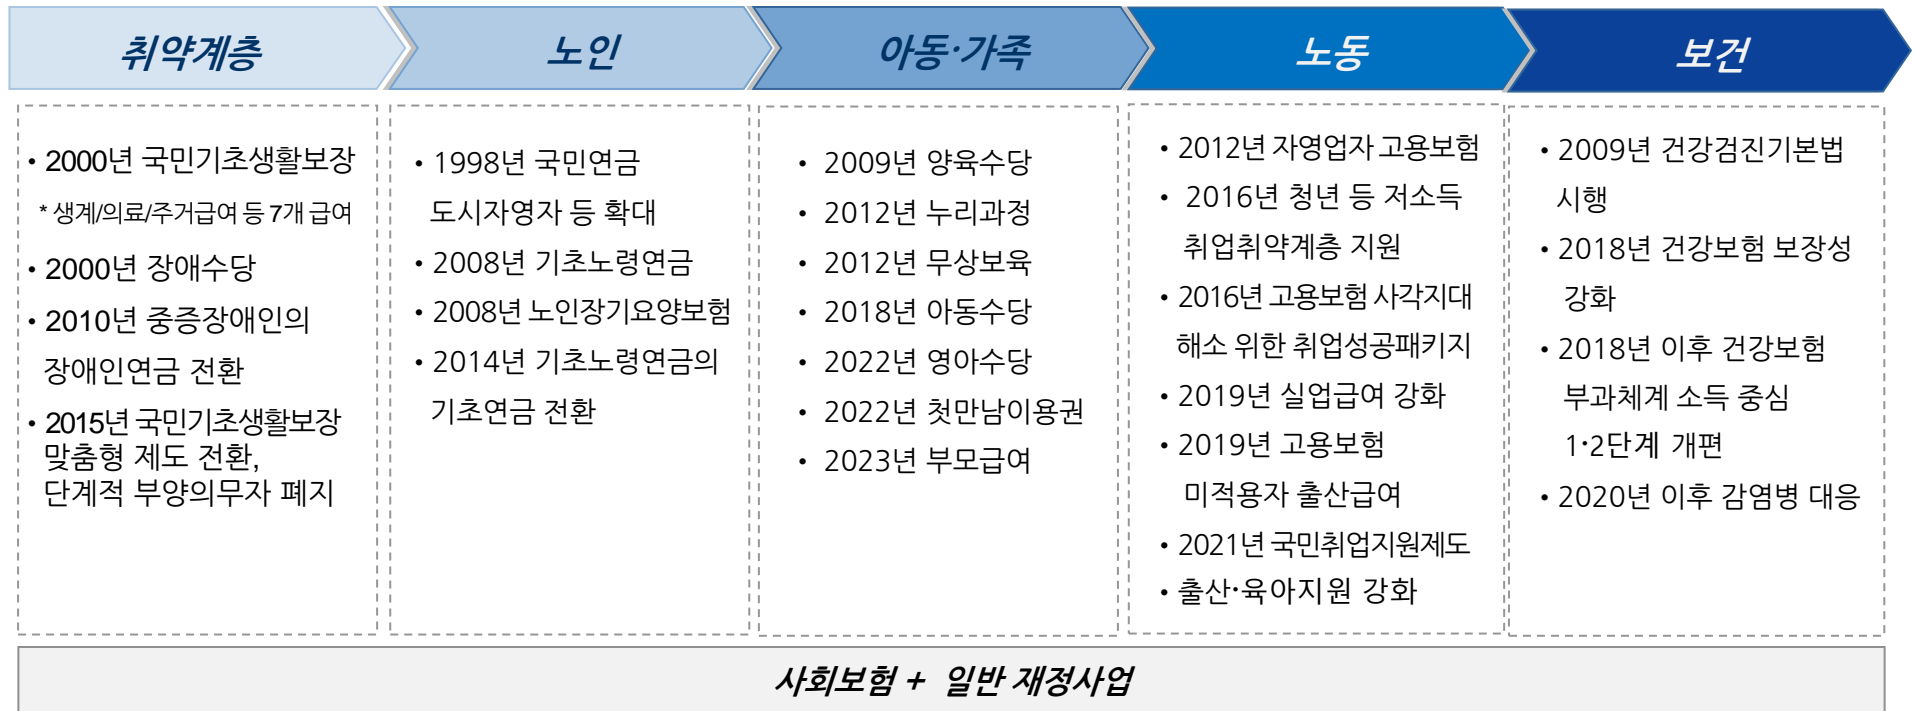 취약계층
노인
아동·가족
노동
보건
• 2000년 국민기초생활보장
* 생계/의료/주거급여 등 7개 급여
• 2000년 장애수당
• 2010년 중증장애인의
장애인연금 전환
• 2015년 국민기초생활보장
맞춤형 제도 전환,
단계적 부양의무자 폐지
• 1998년 국민연금
도시자영자 등 확대
• 2008년 기초노령연금
• 2008년 노인장기요양보험
• 2014년 기초노령연금의
기초연금 전환
• 2009년 양육수당
• 2012년 누리과정
• 2012년 무상보육
• 2018년 아동수당
• 2022년 영아수당
• 2022년 첫만남이용권
• 2023년 부모급여
• 2012년 자영업자 고용보험
• 2016년 청년 등 저소득
취업취약계층 지원
• 2016년 고용보험 사각지대
해소 위한 취업성공패키지
• 2019년 실업급여 강화
• 2019년 고용보험
미적용자 출산급여
• 2021년 국민취업지원제도
• 출산·육아지원 강화
• 2009년 건강검진기본법
시행
• 2018년 건강보험 보장성
강화
• 2018년 이후 건강보험
부과체계 소득 중심
1·2단계 개편
• 2020년 이후 감염병 대응
사회보험 + 일반 재정사업